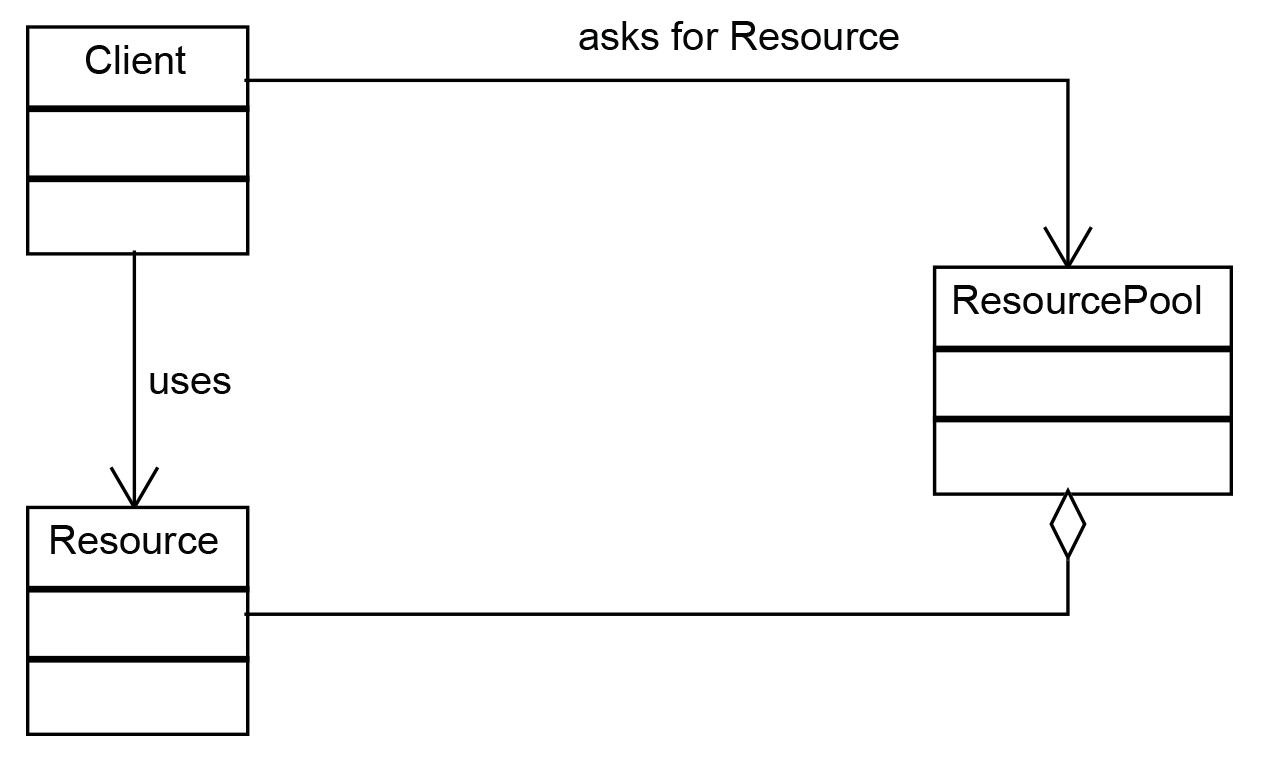 Client
asks for Resource
ResourcePool
uses
Resource